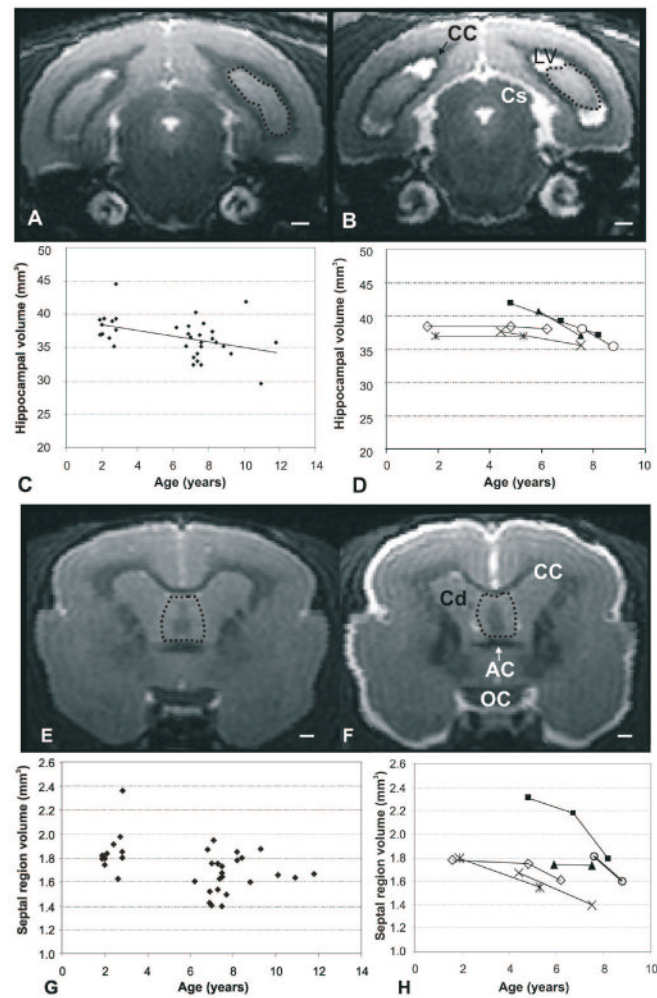 CC
LV
Cs
A
B
Hippocampal volume (mm³)
50
45
40
35
30
25
20
0 2 4 6 8 10 12 14
C
Age (years)
Hippocampal volume (mm³)
50
45
40
35
30
25
20
0 2 4 6 8 10
D
Age (years)
CC
Cd
AC
OC
E
F
Septal region volume (mm³)
2.6
2.4
2.2
2.0
1.8
1.6
1.4
1.2
1.0
0 2 4 6 8 10 12 14
G
Age (years)
Septal region volume (mm³)
2.6
2.4
2.2
2.0
1.8
1.6
1.4
1.2
1.0
0 2 4 6 8 10
Age (years)
H